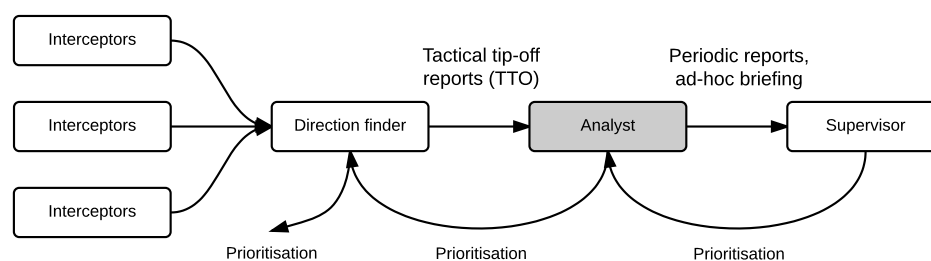 Interceptors
Tactical tip-off
reports (TTO)
Periodic reports,
ad-hoc briefing
Interceptors
Direction finder
Analyst
Supervisor
Interceptors
Prioritisation
Prioritisation
Prioritisation